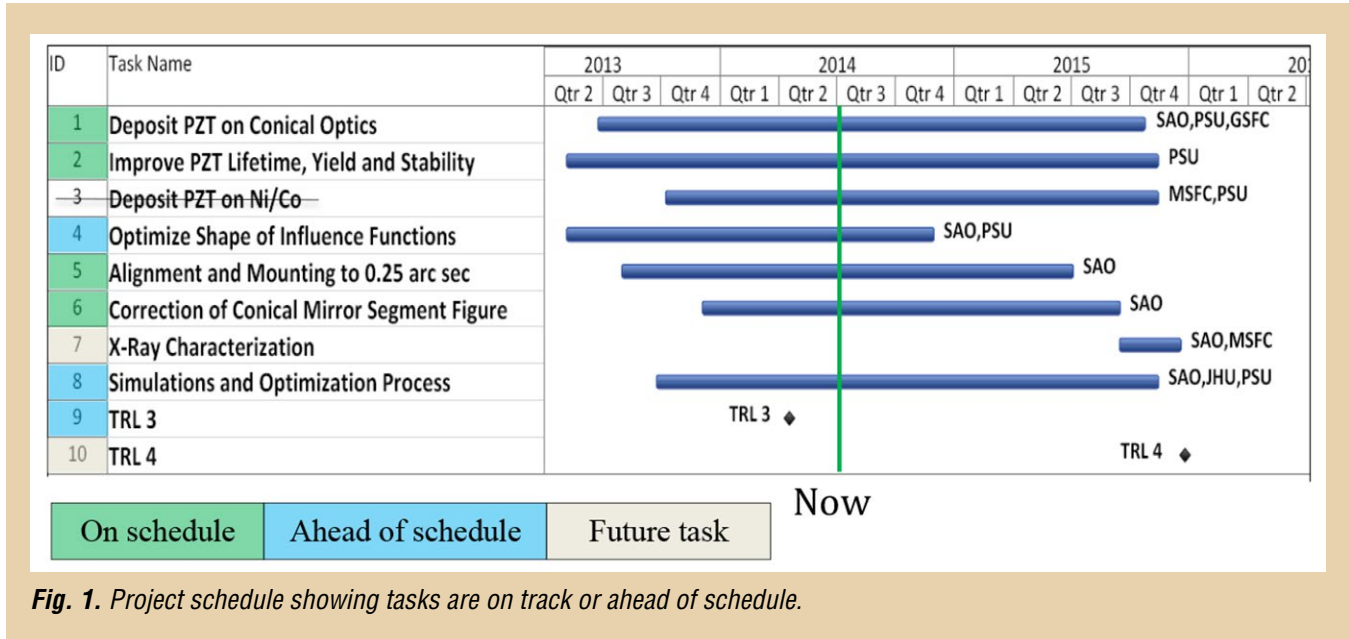 ID Task Name 2013 2014 2015 201
Qtr 2 Qtr 3 Qtr 4 Qtr 1 Qtr 2 Qtr 3 Qtr 4 Qtr 1 Qtr 2 Qtr 3 Qtr 4 Qtr 1 Qtr 2
1 Deposit PZT on Conical Optics SAO,PSU,GSFC
2 Improve PZT Lifetime, Yield and Stability PSU
3 Deposit PZT on Ni/Co MSFC,PSU
4 Optimize Shape of Influence Functions SAO,PSU
5 Alignment and Mounting to 0.25 arc sec SAO
6 Correction of Conical Mirror Segment Figure SAO
7 X-Ray Characterization SAO,MSFC
8 Simulations and Optimization Process SAO,JHU,PSU
9 TRL 3 TRL 3
10 TRL 4 TRL 4
Now
On schedule Ahead of schedule Future task
Fig. 1. Project schedule showing tasks are on track or ahead of schedule.